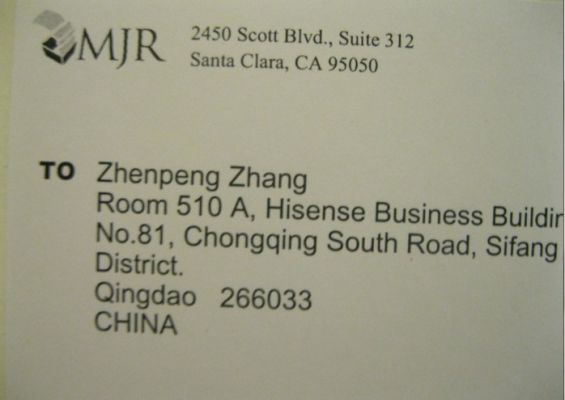 MJR
2450 Scott Blvd., Suite 312
Santa Clara, CA 95050
TO Zhenpeng Zhang
Room 510 A, Hisense Business
No.81, Chongqing South Road, Sifang
District.
Qingdao 266033
CHINA